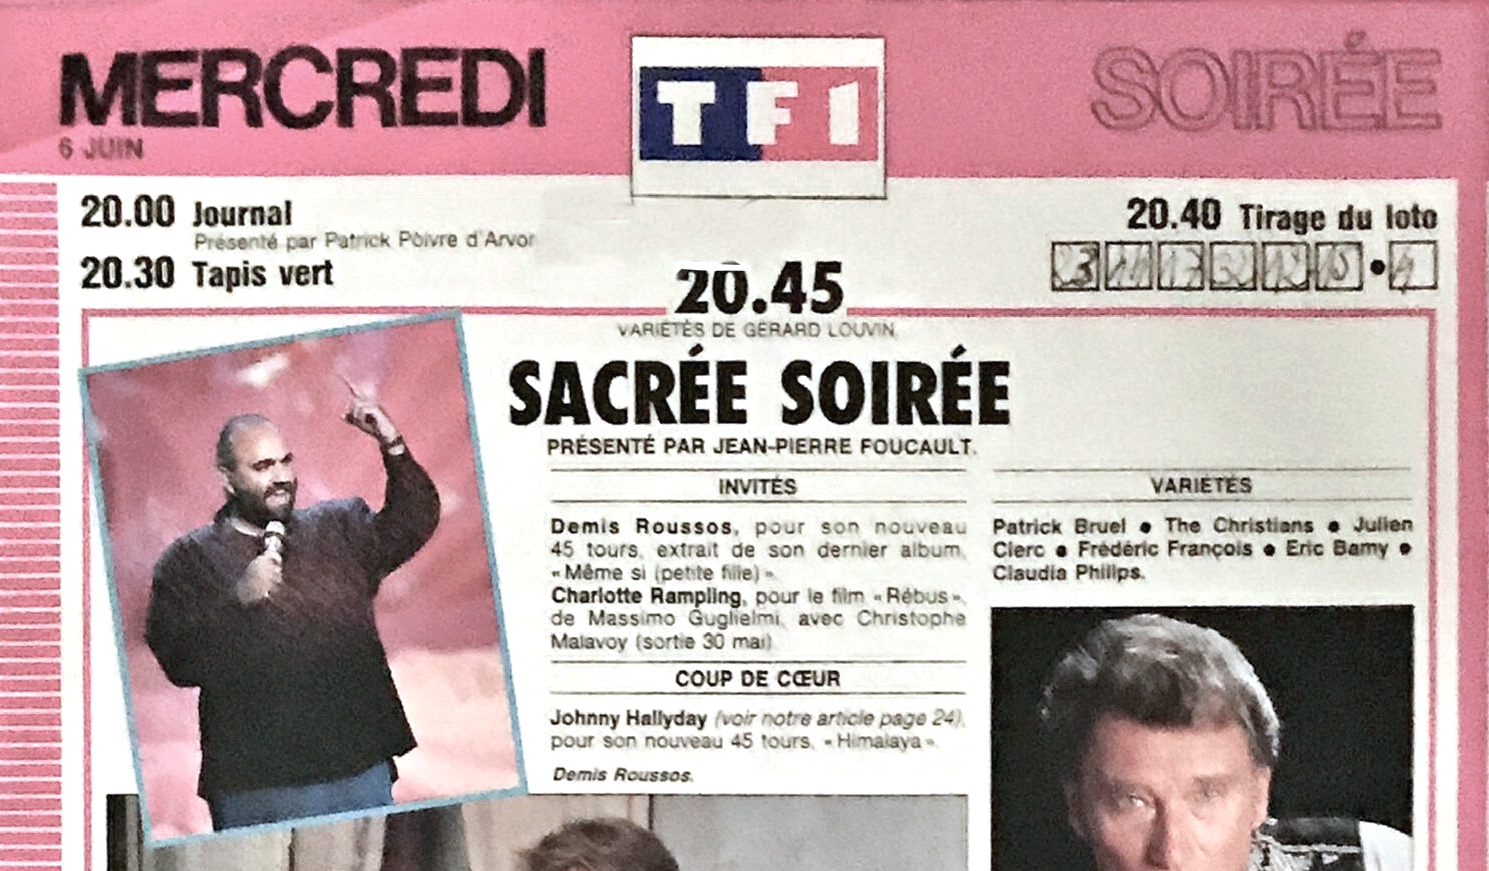 MERCREDI
6 JUIN
TF1
SOIRÉE
20.00 Journal
Présenté par Patrick Poivre d'Arvor
20.30 Tapis vert
20.40 Tirage du loto
20.45
VARIÉTÉS DE GÉRARD LOUVIN
SACRÉE SOIRÉE
PRÉSENTÉ PAR JEAN-PIERRE FOUCAULT.
INVITÉS
Demis Roussos, pour son nouveau
45 tours, extrait de son dernier album,
«Même si (petite fille)».
Charlotte Rampling, pour le film «Rébus»,
de Massimo Guglielmi, avec Christophe
Malavoy (sortie 30 mai)
COUP DE CŒUR
Johnny Hallyday (voir notre article page 24),
pour son nouveau 45 tours, «Himalaya».
Demis Roussos.
VARIÉTÉS
Patrick Bruel ● The Christians ● Julien
Clerc ● Frédéric François ● Eric Bamy ●
Claudia Philips.